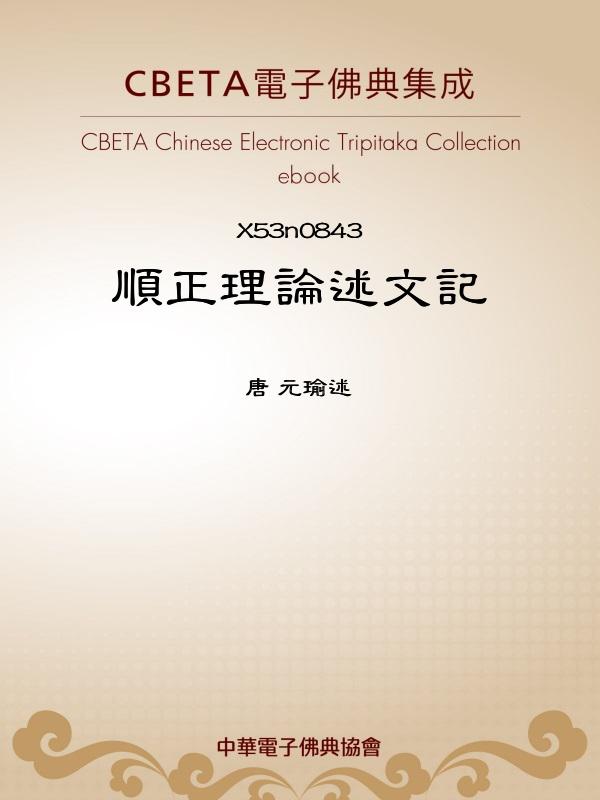 CBETA電子佛典集成
CBETA Chinese Electronic Tripitaka Collection
ebook
X53n0843
順正理論述文記
唐 元瑜述
中華電子佛典協會